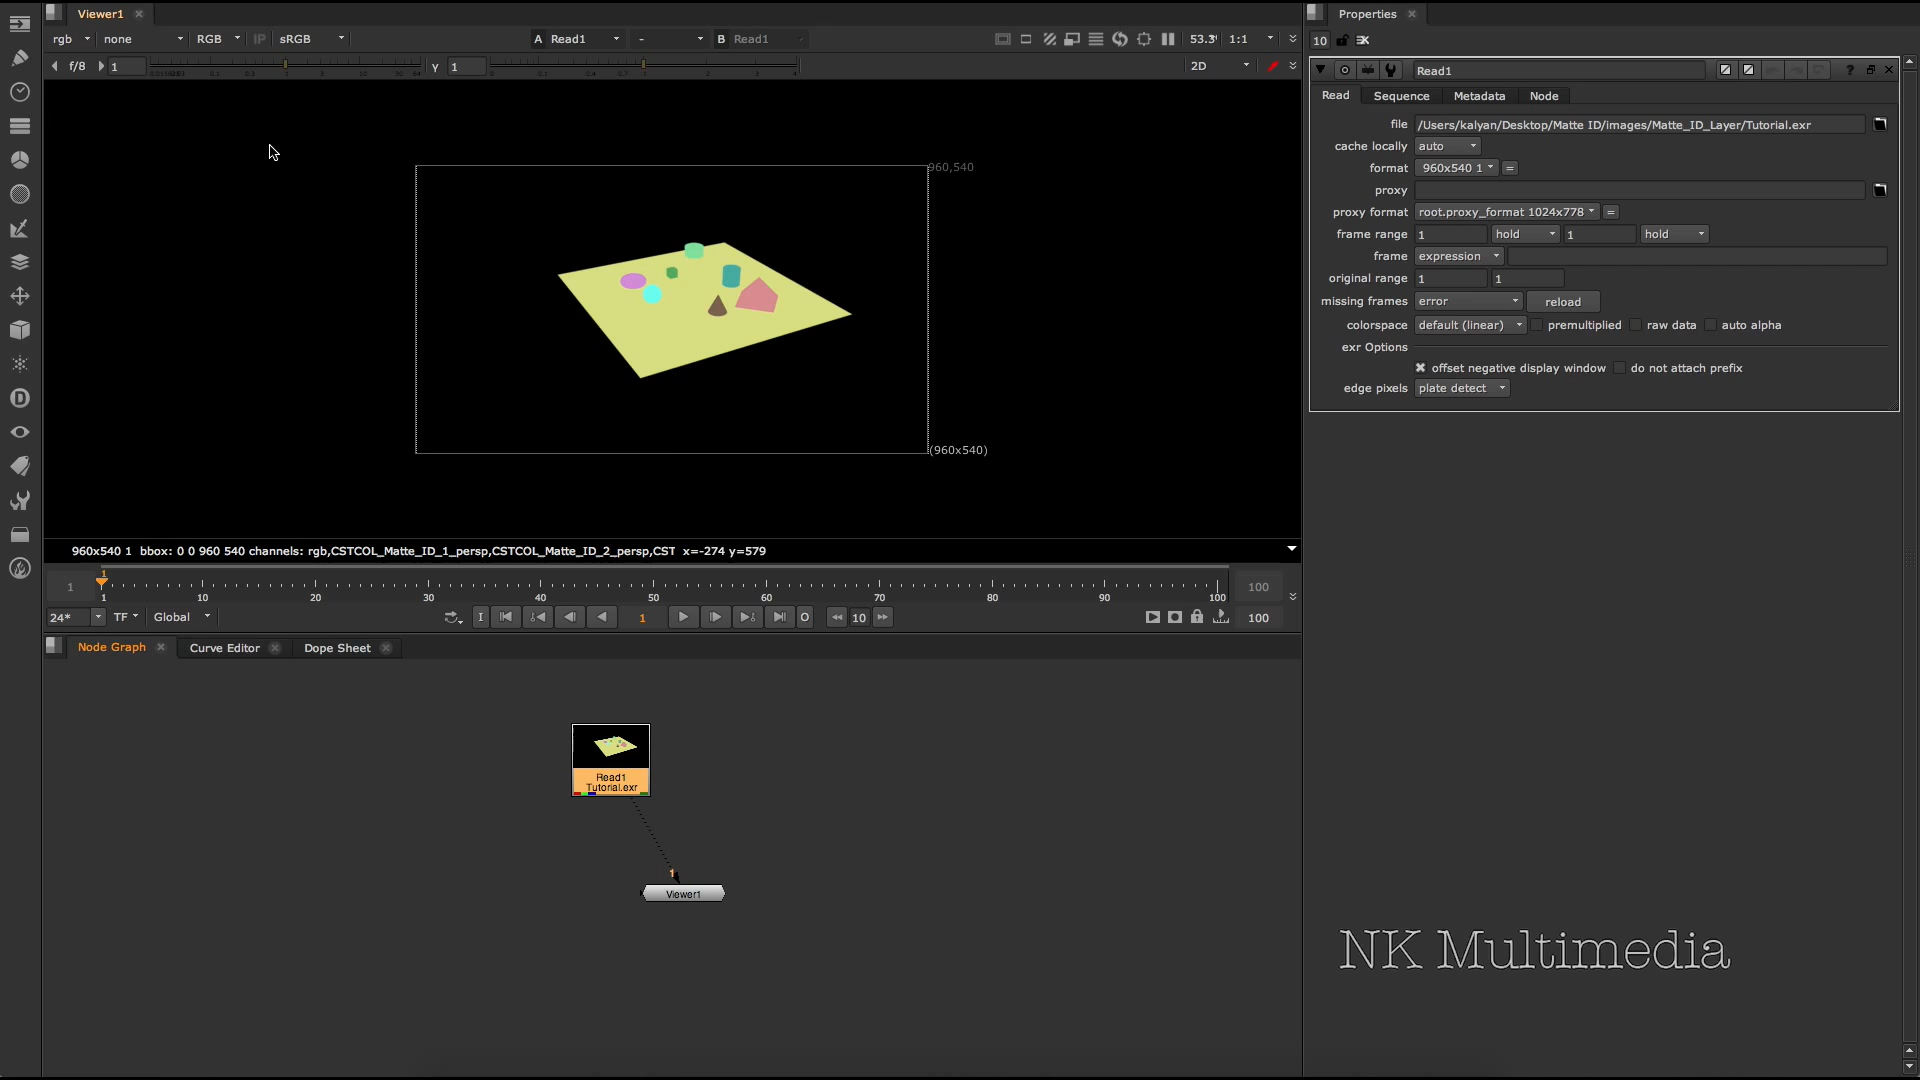 Viewer1
rgb none RGB IP sRGB A Read1 - B Read1 1:1
f/8 1 Y 1 2D
960,540
(960x540)
960x540 1 bbox: 0 0 960 540 channels: rgb,CSTCOL_Matte_ID_1_persp,CSTCOL_Matte_ID_2_persp,CST x=-274 y=579
1 1 100
1 10 20 30 40 50 60 70 80 90 100
24* TF Global I 1 O 10 100
Node Graph Curve Editor Dope Sheet
Read1
Tutorial.exr
1
Viewer1
Properties
10
Read1 ?
Read Sequence Metadata Node
file /Users/kalyan/Desktop/Matte ID/images/Matte_ID_Layer/Tutorial.exr
cache locally auto
format 960x540 1 =
proxy
proxy format root.proxy_format 1024x778 =
frame range 1 hold 1 hold
frame expression
original range 1 1
missing frames error reload
colorspace default (linear) premultiplied raw data auto alpha
exr Options
offset negative display window do not attach prefix
edge pixels plate detect
NK Multimedia